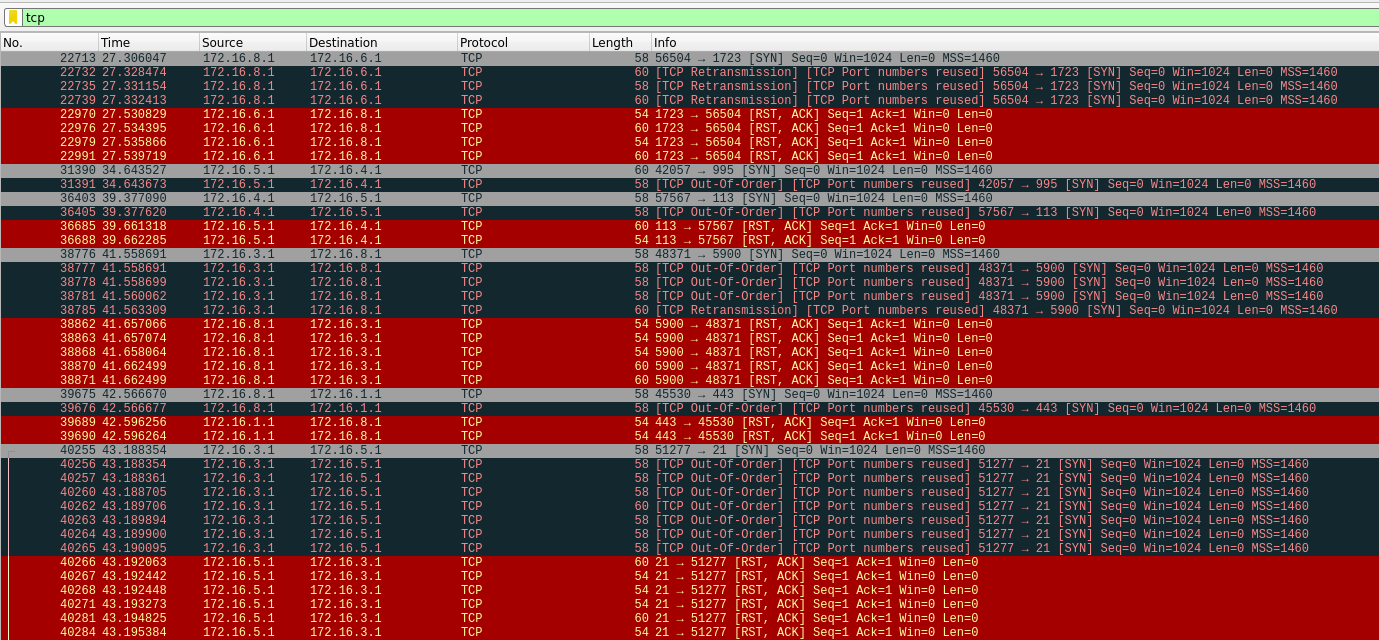 tcp
No. Time Source Destination Protocol Length Info
22713 27.306047 172.16.8.1 172.16.6.1 TCP 58 56504 → 1723 [SYN] Seq=0 Win=1024 Len=0 MSS=1460
22732 27.328474 172.16.8.1 172.16.6.1 TCP 60 [TCP Retransmission] [TCP Port numbers reused] 56504 → 1723 [SYN] Seq=0 Win=1024 Len=0 MSS=1460
22735 27.331154 172.16.8.1 172.16.6.1 TCP 58 [TCP Retransmission] [TCP Port numbers reused] 56504 → 1723 [SYN] Seq=0 Win=1024 Len=0 MSS=1460
22739 27.332413 172.16.8.1 172.16.6.1 TCP 60 [TCP Retransmission] [TCP Port numbers reused] 56504 → 1723 [SYN] Seq=0 Win=1024 Len=0 MSS=1460
22970 27.530829 172.16.6.1 172.16.8.1 TCP 54 1723 → 56504 [RST, ACK] Seq=1 Ack=1 Win=0 Len=0
22976 27.534395 172.16.6.1 172.16.8.1 TCP 60 1723 → 56504 [RST, ACK] Seq=1 Ack=1 Win=0 Len=0
22979 27.535866 172.16.6.1 172.16.8.1 TCP 54 1723 → 56504 [RST, ACK] Seq=1 Ack=1 Win=0 Len=0
22991 27.539719 172.16.6.1 172.16.8.1 TCP 60 1723 → 56504 [RST, ACK] Seq=1 Ack=1 Win=0 Len=0
31390 34.643527 172.16.5.1 172.16.4.1 TCP 60 42057 → 995 [SYN] Seq=0 Win=1024 Len=0 MSS=1460
31391 34.643673 172.16.5.1 172.16.4.1 TCP 58 [TCP Out-Of-Order] [TCP Port numbers reused] 42057 → 995 [SYN] Seq=0 Win=1024 Len=0 MSS=1460
36403 39.377090 172.16.4.1 172.16.5.1 TCP 58 57567 → 113 [SYN] Seq=0 Win=1024 Len=0 MSS=1460
36405 39.377620 172.16.4.1 172.16.5.1 TCP 58 [TCP Out-Of-Order] [TCP Port numbers reused] 57567 → 113 [SYN] Seq=0 Win=1024 Len=0 MSS=1460
36685 39.661318 172.16.5.1 172.16.4.1 TCP 60 113 → 57567 [RST, ACK] Seq=1 Ack=1 Win=0 Len=0
36688 39.662285 172.16.5.1 172.16.4.1 TCP 54 113 → 57567 [RST, ACK] Seq=1 Ack=1 Win=0 Len=0
38776 41.558691 172.16.3.1 172.16.8.1 TCP 58 48371 → 5900 [SYN] Seq=0 Win=1024 Len=0 MSS=1460
38777 41.558691 172.16.3.1 172.16.8.1 TCP 58 [TCP Out-Of-Order] [TCP Port numbers reused] 48371 → 5900 [SYN] Seq=0 Win=1024 Len=0 MSS=1460
38778 41.558699 172.16.3.1 172.16.8.1 TCP 58 [TCP Out-Of-Order] [TCP Port numbers reused] 48371 → 5900 [SYN] Seq=0 Win=1024 Len=0 MSS=1460
38781 41.560062 172.16.3.1 172.16.8.1 TCP 58 [TCP Out-Of-Order] [TCP Port numbers reused] 48371 → 5900 [SYN] Seq=0 Win=1024 Len=0 MSS=1460
38785 41.563309 172.16.3.1 172.16.8.1 TCP 60 [TCP Retransmission] [TCP Port numbers reused] 48371 → 5900 [SYN] Seq=0 Win=1024 Len=0 MSS=1460
38862 41.657066 172.16.8.1 172.16.3.1 TCP 54 5900 → 48371 [RST, ACK] Seq=1 Ack=1 Win=0 Len=0
38863 41.657074 172.16.8.1 172.16.3.1 TCP 54 5900 → 48371 [RST, ACK] Seq=1 Ack=1 Win=0 Len=0
38868 41.658064 172.16.8.1 172.16.3.1 TCP 54 5900 → 48371 [RST, ACK] Seq=1 Ack=1 Win=0 Len=0
38870 41.662499 172.16.8.1 172.16.3.1 TCP 60 5900 → 48371 [RST, ACK] Seq=1 Ack=1 Win=0 Len=0
38871 41.662499 172.16.8.1 172.16.3.1 TCP 60 5900 → 48371 [RST, ACK] Seq=1 Ack=1 Win=0 Len=0
39675 42.566670 172.16.8.1 172.16.1.1 TCP 58 45530 → 443 [SYN] Seq=0 Win=1024 Len=0 MSS=1460
39676 42.566677 172.16.8.1 172.16.1.1 TCP 58 [TCP Out-Of-Order] [TCP Port numbers reused] 45530 → 443 [SYN] Seq=0 Win=1024 Len=0 MSS=1460
39689 42.596256 172.16.1.1 172.16.8.1 TCP 54 443 → 45530 [RST, ACK] Seq=1 Ack=1 Win=0 Len=0
39690 42.596264 172.16.1.1 172.16.8.1 TCP 54 443 → 45530 [RST, ACK] Seq=1 Ack=1 Win=0 Len=0
40255 43.188354 172.16.3.1 172.16.5.1 TCP 58 51277 → 21 [SYN] Seq=0 Win=1024 Len=0 MSS=1460
40256 43.188354 172.16.3.1 172.16.5.1 TCP 58 [TCP Out-Of-Order] [TCP Port numbers reused] 51277 → 21 [SYN] Seq=0 Win=1024 Len=0 MSS=1460
40257 43.188361 172.16.3.1 172.16.5.1 TCP 58 [TCP Out-Of-Order] [TCP Port numbers reused] 51277 → 21 [SYN] Seq=0 Win=1024 Len=0 MSS=1460
40260 43.188705 172.16.3.1 172.16.5.1 TCP 58 [TCP Out-Of-Order] [TCP Port numbers reused] 51277 → 21 [SYN] Seq=0 Win=1024 Len=0 MSS=1460
40262 43.189706 172.16.3.1 172.16.5.1 TCP 60 [TCP Out-Of-Order] [TCP Port numbers reused] 51277 → 21 [SYN] Seq=0 Win=1024 Len=0 MSS=1460
40263 43.189894 172.16.3.1 172.16.5.1 TCP 58 [TCP Out-Of-Order] [TCP Port numbers reused] 51277 → 21 [SYN] Seq=0 Win=1024 Len=0 MSS=1460
40264 43.189900 172.16.3.1 172.16.5.1 TCP 58 [TCP Out-Of-Order] [TCP Port numbers reused] 51277 → 21 [SYN] Seq=0 Win=1024 Len=0 MSS=1460
40265 43.190095 172.16.3.1 172.16.5.1 TCP 58 [TCP Out-Of-Order] [TCP Port numbers reused] 51277 → 21 [SYN] Seq=0 Win=1024 Len=0 MSS=1460
40266 43.192063 172.16.5.1 172.16.3.1 TCP 60 21 → 51277 [RST, ACK] Seq=1 Ack=1 Win=0 Len=0
40267 43.192442 172.16.5.1 172.16.3.1 TCP 54 21 → 51277 [RST, ACK] Seq=1 Ack=1 Win=0 Len=0
40268 43.192448 172.16.5.1 172.16.3.1 TCP 54 21 → 51277 [RST, ACK] Seq=1 Ack=1 Win=0 Len=0
40271 43.193273 172.16.5.1 172.16.3.1 TCP 54 21 → 51277 [RST, ACK] Seq=1 Ack=1 Win=0 Len=0
40281 43.194825 172.16.5.1 172.16.3.1 TCP 60 21 → 51277 [RST, ACK] Seq=1 Ack=1 Win=0 Len=0
40284 43.195384 172.16.5.1 172.16.3.1 TCP 54 21 → 51277 [RST, ACK] Seq=1 Ack=1 Win=0 Len=0